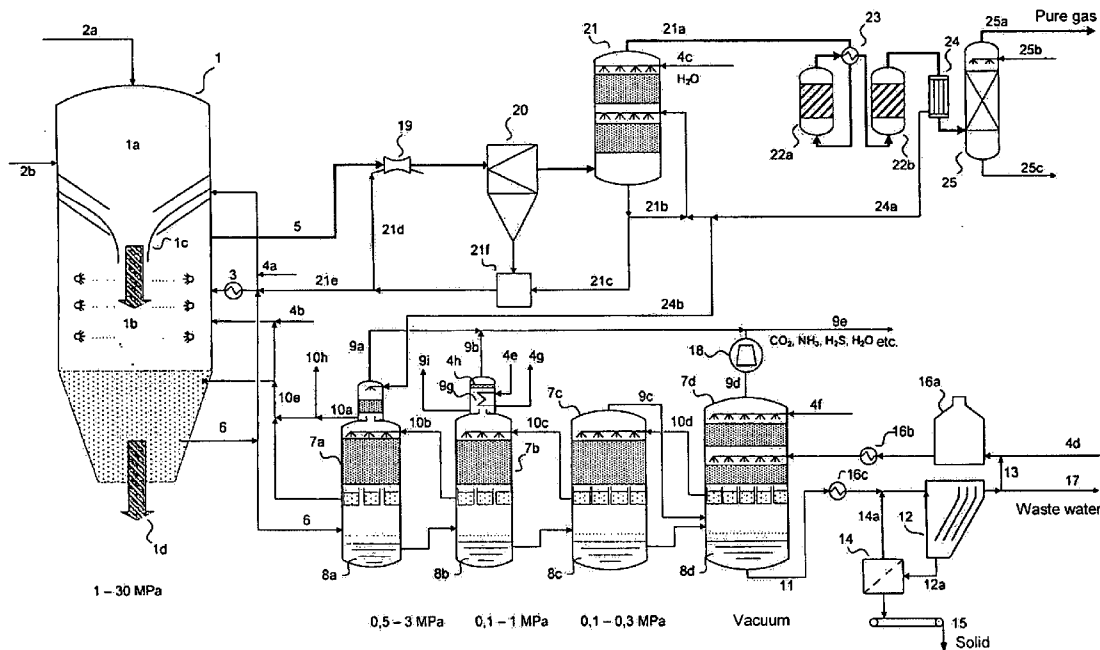 2a
1
21
21a
23
25a
Pure gas
4c
H₂O
24
25b
20
19
1a
2b
22a
22b
25
25c
5
21b
24a
1c
21d
21f
3
4a
21e
21c
24b
4b
1b
9a
9b
18
9e
CO₂, NH₃, H₂S, H₂O etc.
10h
9i
4h
4e
4g
9g
7c
9c
9d
7d
16a
10e
10a
10b
10c
10d
4f
16b
4d
6
7a
7b
16c
13
17
Waste water
6
14a
12
1d
14
12a
8a
8b
8c
8d
11
1 – 30 MPa
0,5 – 3 MPa
0,1 – 1 MPa
0,1 – 0,3 MPa
Vacuum
15
Solid